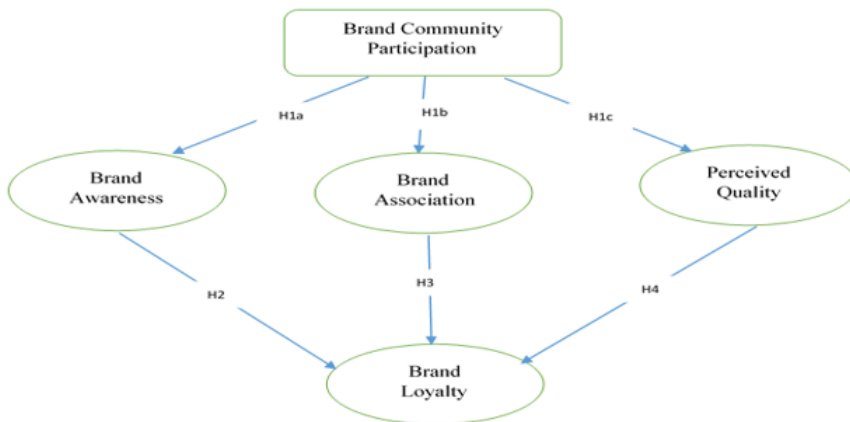 Brand Community
Participation
H1a
H1b
H1c
Brand
Awareness
Brand
Association
Perceived
Quality
H2
H3
H4
Brand
Loyalty